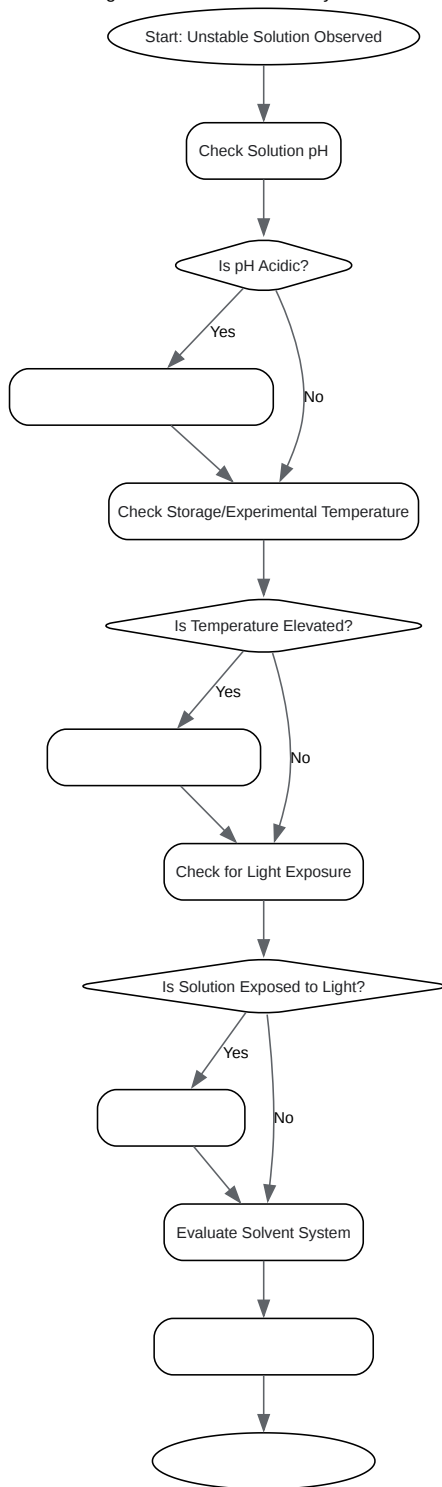 Start: Unstable Solution Observed
Check Solution pH
Is pH Acidic?
Yes
No
Check Storage/Experimental Temperature
Is Temperature Elevated?
Yes
No
Check for Light Exposure
Is Solution Exposed to Light?
Yes
No
Evaluate Solvent System